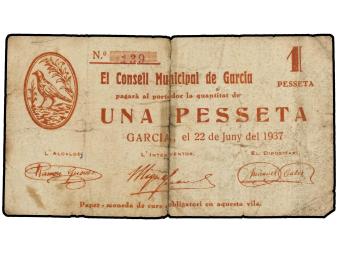 N.º 139
1
El Consell Municipal de Garcia
PESSETA
pagarà al portador la quantitat de
UNA PESSETA
GARCIA, el 22 de Juny del 1937
L'ALCALDE,
L'INTERVENTOR,
EL DIPOSITARI,
Paper-moneda de curs obligatori en aquesta vila.